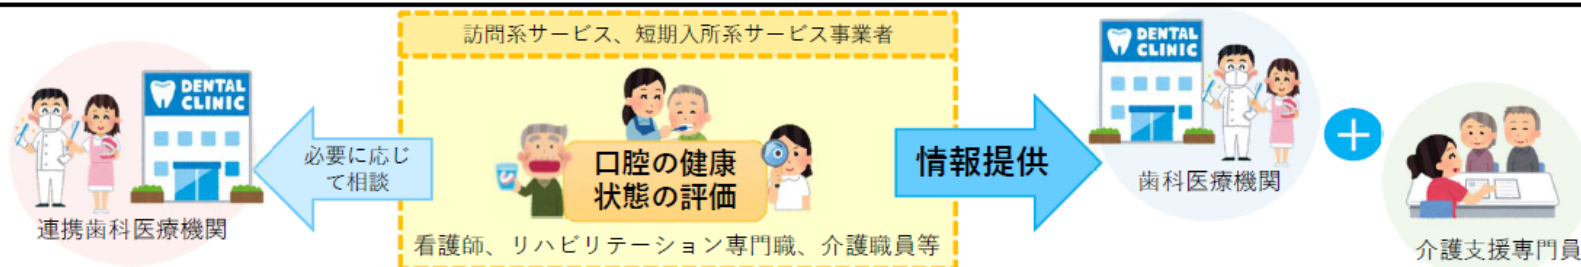 訪問系サービス、短期入所系サービス事業者
DENTAL
CLINIC
必要に応じ
て相談
連携歯科医療機関
口腔の健康
状態の評価
看護師、リハビリテーション専門職、介護職員等
情報提供
DENTAL
CLINIC
歯科医療機関
+
介護支援専門員